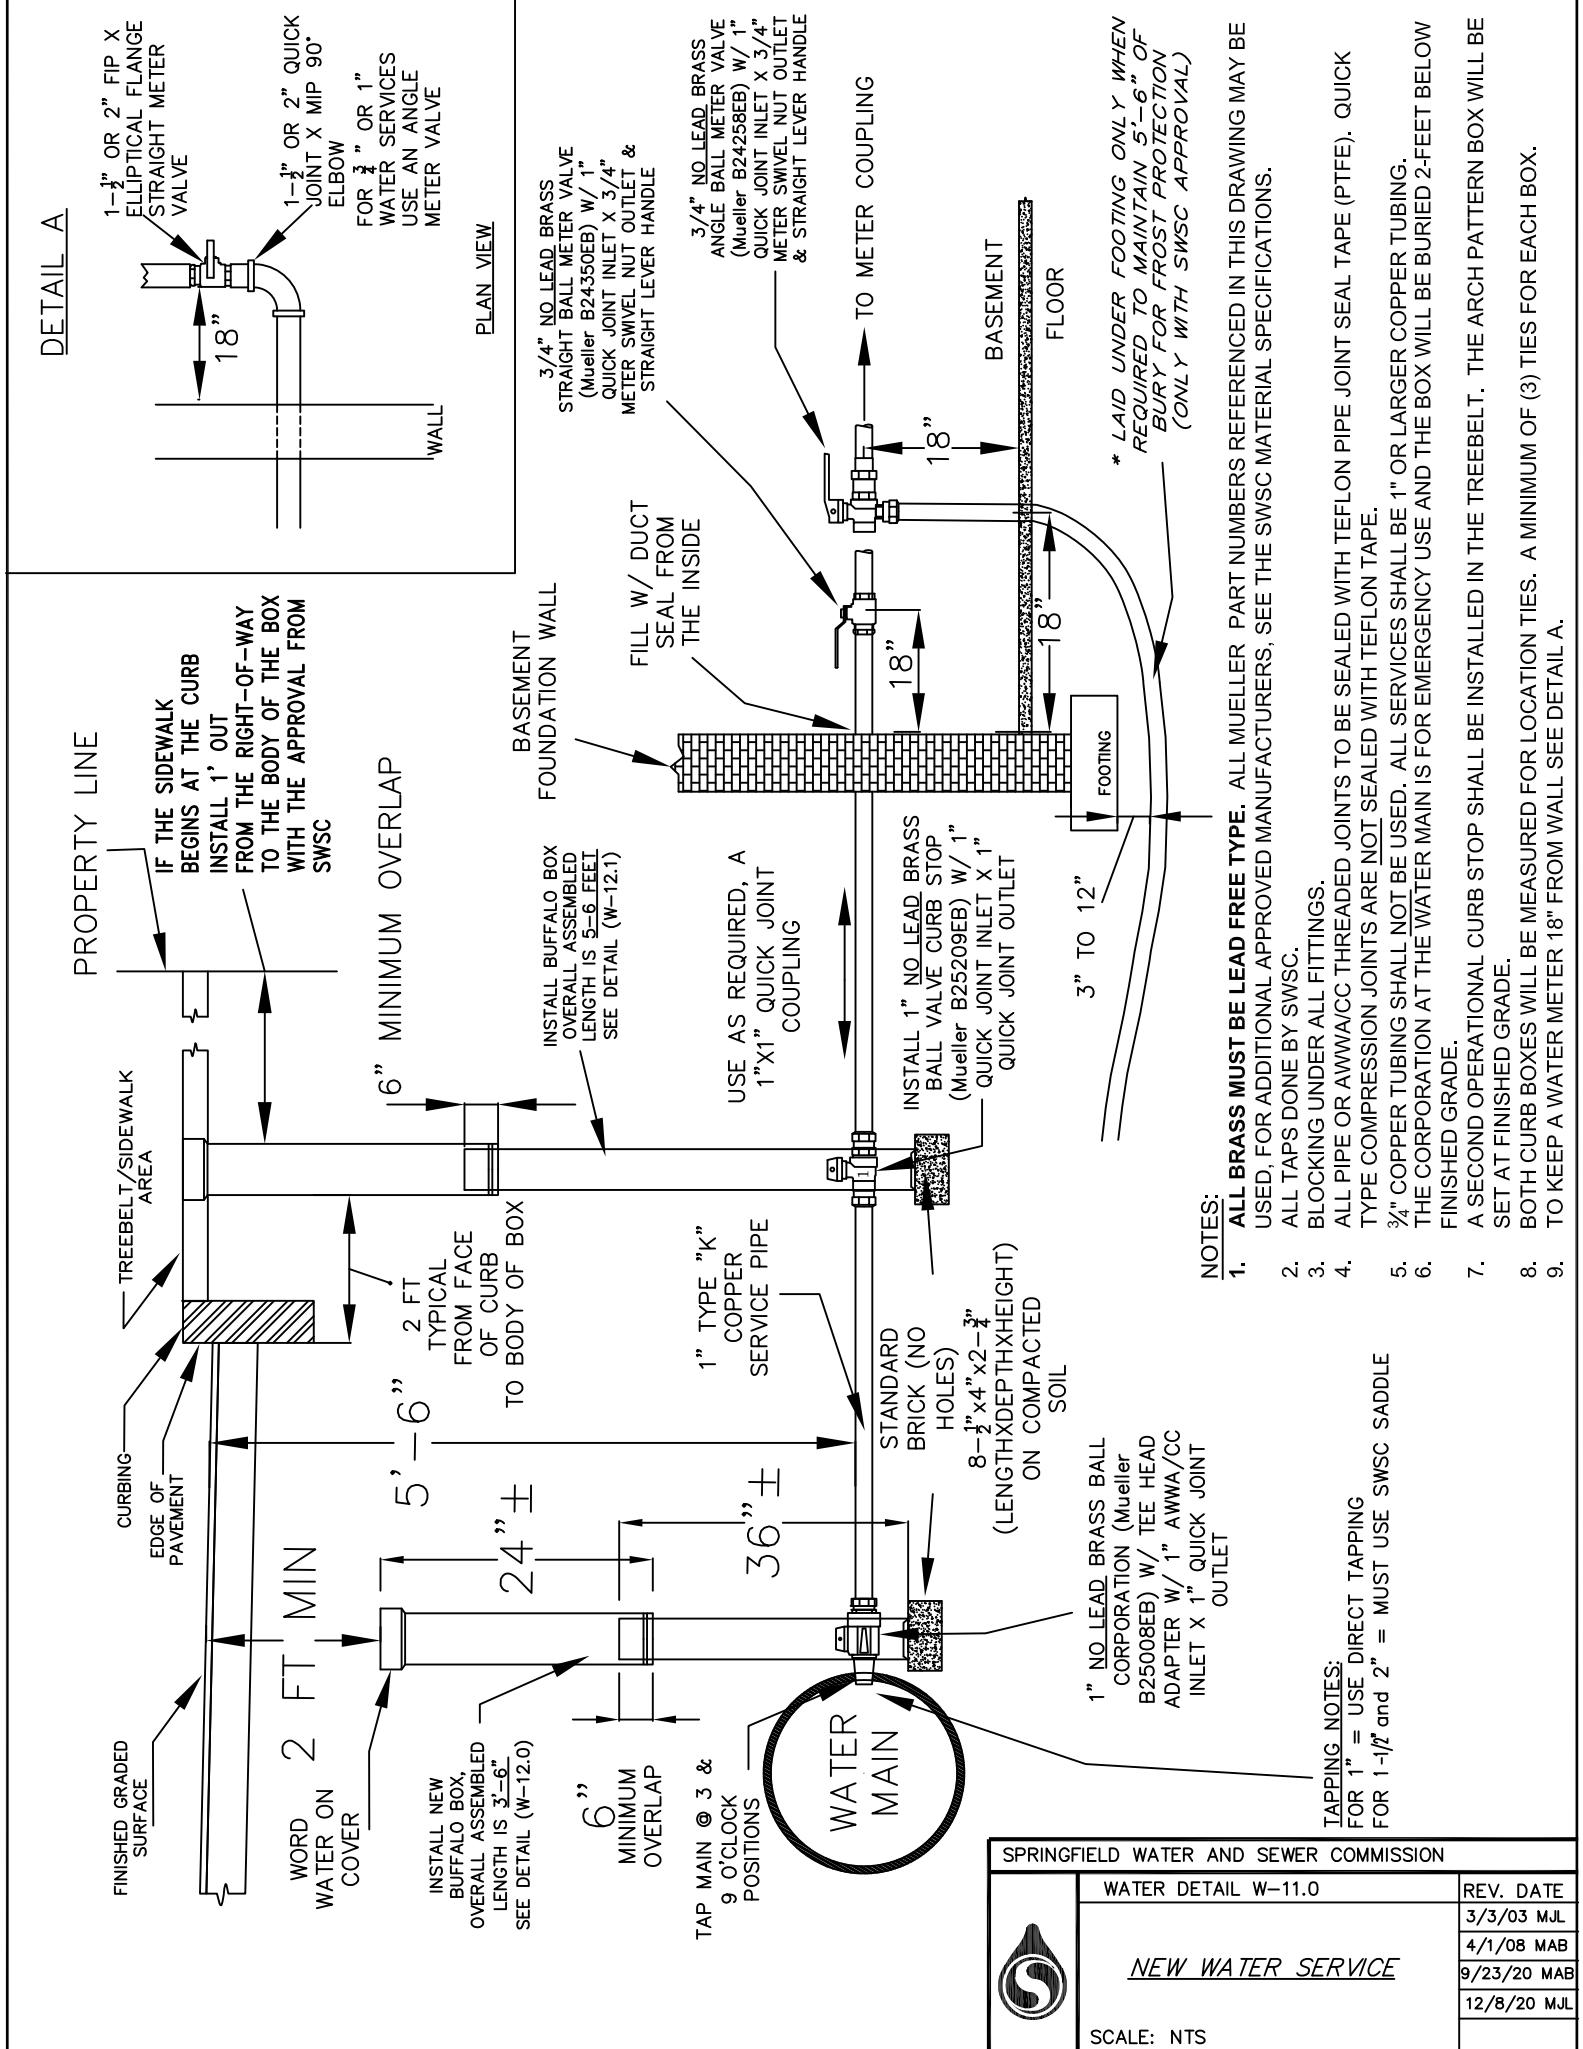 DETAIL A
1-1/2" OR 2" FIP X
ELLIPTICAL FLANGE
STRAIGHT METER
VALVE
1-1/2" OR 2" QUICK
JOINT X MIP 90°
ELBOW
FOR 3/4" OR 1"
WATER SERVICES
USE AN ANGLE
METER VALVE
18"
WALL
PLAN VIEW
PROPERTY LINE
IF THE SIDEWALK
BEGINS AT THE CURB
INSTALL 1' OUT
FROM THE RIGHT-OF-WAY
TO THE BODY OF THE BOX
WITH THE APPROVAL FROM
SWSC
TREEBELT/SIDEWALK
AREA
CURBING
EDGE OF
PAVEMENT
FINISHED GRADED
SURFACE
2 FT MIN
WORD
WATER ON
COVER
5'-6"
2 FT
TYPICAL
FROM FACE
OF CURB
TO BODY OF BOX
6" MINIMUM OVERLAP
24" ±
36" ±
INSTALL NEW
BUFFALO BOX,
OVERALL ASSEMBLED
LENGTH IS 3'-6"
SEE DETAIL (W-12.0)
6"
MINIMUM
OVERLAP
TAP MAIN @ 3 &
9 O'CLOCK
POSITIONS
WATER
MAIN
INSTALL BUFFALO BOX
OVERALL ASSEMBLED
LENGTH IS 5-6 FEET
SEE DETAIL (W-12.1)
BASEMENT
FOUNDATION WALL
FILL W/ DUCT
SEAL FROM
THE INSIDE
3/4" NO LEAD BRASS
STRAIGHT BALL METER VALVE
(Mueller B24350EB) W/ 1"
QUICK JOINT INLET X 3/4"
METER SWIVEL NUT OUTLET &
STRAIGHT LEVER HANDLE
3/4" NO LEAD BRASS
ANGLE BALL METER VALVE
(Mueller B24258EB) W/ 1"
QUICK JOINT INLET X 3/4"
METER SWIVEL NUT OUTLET
& STRAIGHT LEVER HANDLE
TO METER COUPLING
1" TYPE "K"
COPPER
SERVICE PIPE
USE AS REQUIRED, A
1"X1" QUICK JOINT
COUPLING
1
18"
18"
18"
BASEMENT
FLOOR
FOOTING
3" TO 12"
* LAID UNDER FOOTING ONLY WHEN
REQUIRED TO MAINTAIN 5'-6" OF
BURY FOR FROST PROTECTION
(ONLY WITH SWSC APPROVAL)
INSTALL 1" NO LEAD BRASS
BALL VALVE CURB STOP
(Mueller B25209EB) W/ 1"
QUICK JOINT INLET X 1"
QUICK JOINT OUTLET
STANDARD
BRICK (NO
HOLES)
8-1/2"x4"x2-3/4"
(LENGTHXDEPTHXHEIGHT)
ON COMPACTED
SOIL
1" NO LEAD BRASS BALL
CORPORATION (Mueller
B25008EB) W/ TEE HEAD
ADAPTER W/ 1" AWWA/CC
INLET X 1" QUICK JOINT
OUTLET
TAPPING NOTES:
FOR 1" = USE DIRECT TAPPING
FOR 1-1/2" and 2" = MUST USE SWSC SADDLE
NOTES:
1. ALL BRASS MUST BE LEAD FREE TYPE. ALL MUELLER PART NUMBERS REFERENCED IN THIS DRAWING MAY BE
USED, FOR ADDITIONAL APPROVED MANUFACTURERS, SEE THE SWSC MATERIAL SPECIFICATIONS.
2. ALL TAPS DONE BY SWSC.
3. BLOCKING UNDER ALL FITTINGS.
4. ALL PIPE OR AWWA/CC THREADED JOINTS TO BE SEALED WITH TEFLON PIPE JOINT SEAL TAPE (PTFE). QUICK
TYPE COMPRESSION JOINTS ARE NOT SEALED WITH TEFLON TAPE.
5. 3/4" COPPER TUBING SHALL NOT BE USED. ALL SERVICES SHALL BE 1" OR LARGER COPPER TUBING.
6. THE CORPORATION AT THE WATER MAIN IS FOR EMERGENCY USE AND THE BOX WILL BE BURIED 2-FEET BELOW
FINISHED GRADE.
7. A SECOND OPERATIONAL CURB STOP SHALL BE INSTALLED IN THE TREEBELT. THE ARCH PATTERN BOX WILL BE
SET AT FINISHED GRADE.
8. BOTH CURB BOXES WILL BE MEASURED FOR LOCATION TIES. A MINIMUM OF (3) TIES FOR EACH BOX.
9. TO KEEP A WATER METER 18" FROM WALL SEE DETAIL A.
SPRINGFIELD WATER AND SEWER COMMISSION
WATER DETAIL W-11.0
REV. DATE
3/3/03 MJL
4/1/08 MAB
9/23/20 MAB
12/8/20 MJL
NEW WATER SERVICE
SCALE: NTS